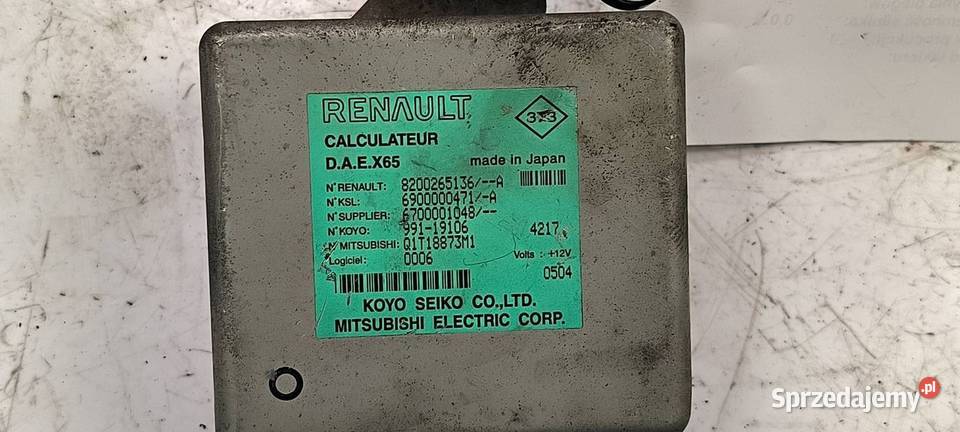 RENAULT
CALCULATEUR
D.A.E.X65 made in Japan
N° RENAULT: 8200265136/--A
N° KSL: 6900000471/-A
N° SUPPLIER: 6700001048/--
N° KOYO: 991-19106 4217
N° MITSUBISHI: Q1T18873M1
Logiciel: 0006 Volts : +12V
0504
KOYO SEIKO CO.,LTD.
MITSUBISHI ELECTRIC CORP.
Sprzedajemy.pl